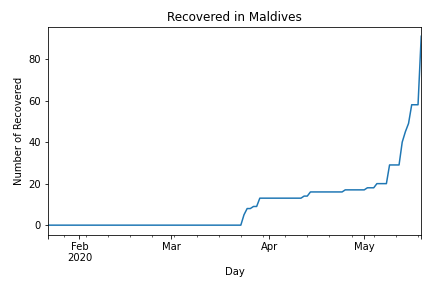 Recovered in Maldives
Number of Recovered
80
60
40
20
0
Feb
2020
Mar
Apr
May
Day